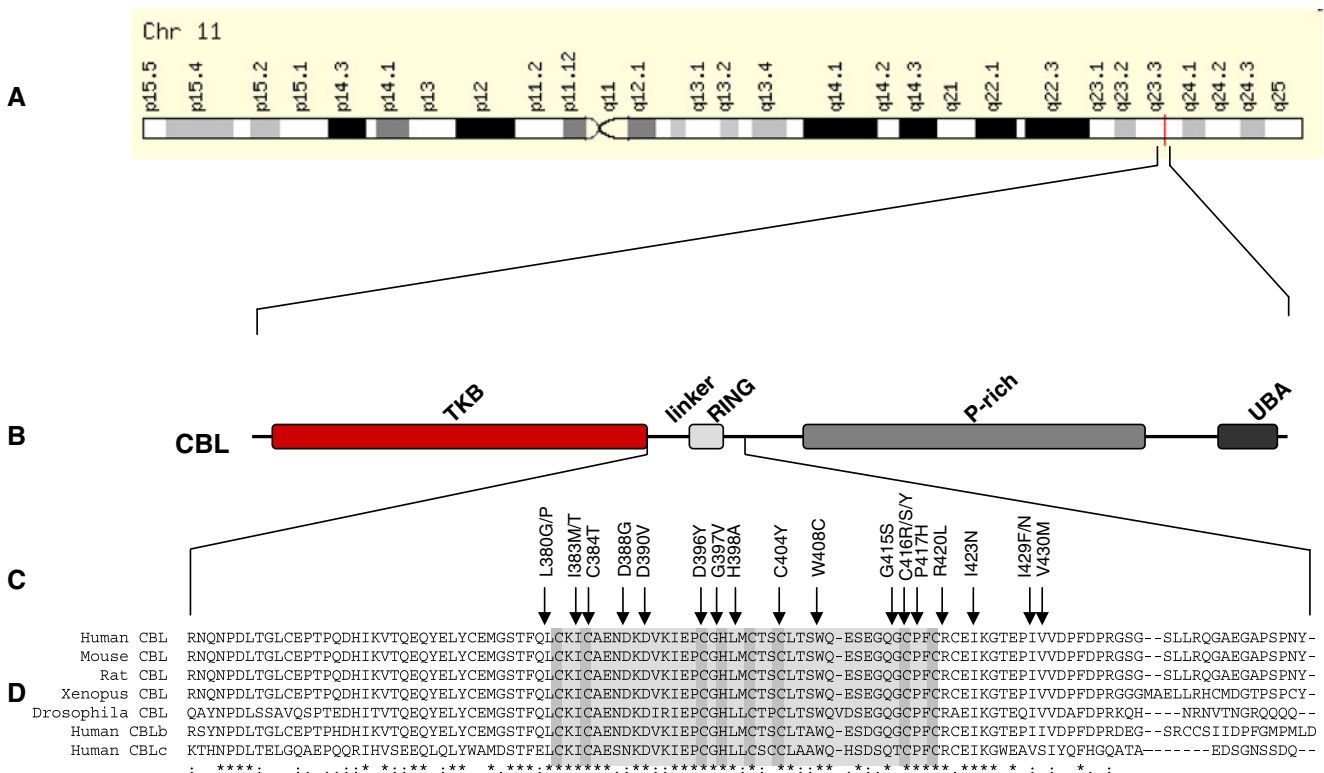 Chr 11
p15.5 p15.4 p15.2 p15.1 p14.3 p14.1 p13 p12 p11.2 p11.12 q11 q12.1 q13.1 q13.2 q13.4 q14.1 q14.2 q14.3 q21 q22.1 q22.3 q23.1 q23.2 q23.3 q24.1 q24.2 q24.3 q25
A
TKB linker RING P-rich UBA
B
CBL
L380G/P I383M/T C384T D388G D390V D396Y G397V H398A C404Y W408C G415S C416R/S/Y P417H R420L I423N I429F/N V430M
C
Human CBL RNQNPDLTGLCEPTPQDHIKVTQEQYELYCEMGSTFQLCKICAENDKDVKIEPCGHLMCTSCLTSWQ-ESEGQGCPFCRCEIKGTEPIVVDPFDPRGSG--SLLRQGAEGAPSPNY-
Mouse CBL RNQNPDLTGLCEPTPQDHIKVTQEQYELYCEMGSTFQLCKICAENDKDVKIEPCGHLMCTSCLTSWQ-ESEGQGCPFCRCEIKGTEPIVVDPFDPRGSG--SLLRQGAEGAPSPNY-
Rat CBL RNQNPDLTGLCEPTPQDHIKVTQEQYELYCEMGSTFQLCKICAENDKDVKIEPCGHLMCTSCLTSWQ-ESEGQGCPFCRCEIKGTEPIVVDPFDPRGSG--SLLRQGAEGAPSPNY-
Xenopus CBL RNQNPDLTGLCEPTPQDHIKVTQEQYELYCEMGSTFQLCKICAENDKDVKIEPCGHLMCTSCLTSWQ-ESEGQGCPFCRCEIKGTEPIVVDPFDPRGGGMAELLRHCMDGTPSPCY-
D
Drosophila CBL QAYNPDLSSAVQSPTEDHITVTQEQYELYCEMGSTFQLCKICAENDKDIRIEPCGHLLCTPCLTSWQVDSEGQGCPFCRAEIKGTEQIVVDAFDPRKQH----NRNVTNGRQQQQ--
Human CBLb RSYNPDLTGLCEPTPHDHIKVTQEQYELYCEMGSTFQLCKICAENDKDVKIEPCGHLMCTSCLTAWQ-ESDGQGCPFCRCEIKGTEPIIVDPFDPRDEG--SRCCSIIDPFGMPMLD
Human CBLc KTHNPDLTELGQAEPQQRIHVSEEQLQLYWAMDSTFELCKICAESNKDVKIEPCGHLLCSCCLAAWQ-HSDSQTCPFCRCEIKGWEAVSIYQFHGQATA-------EDSGNSSDQ--